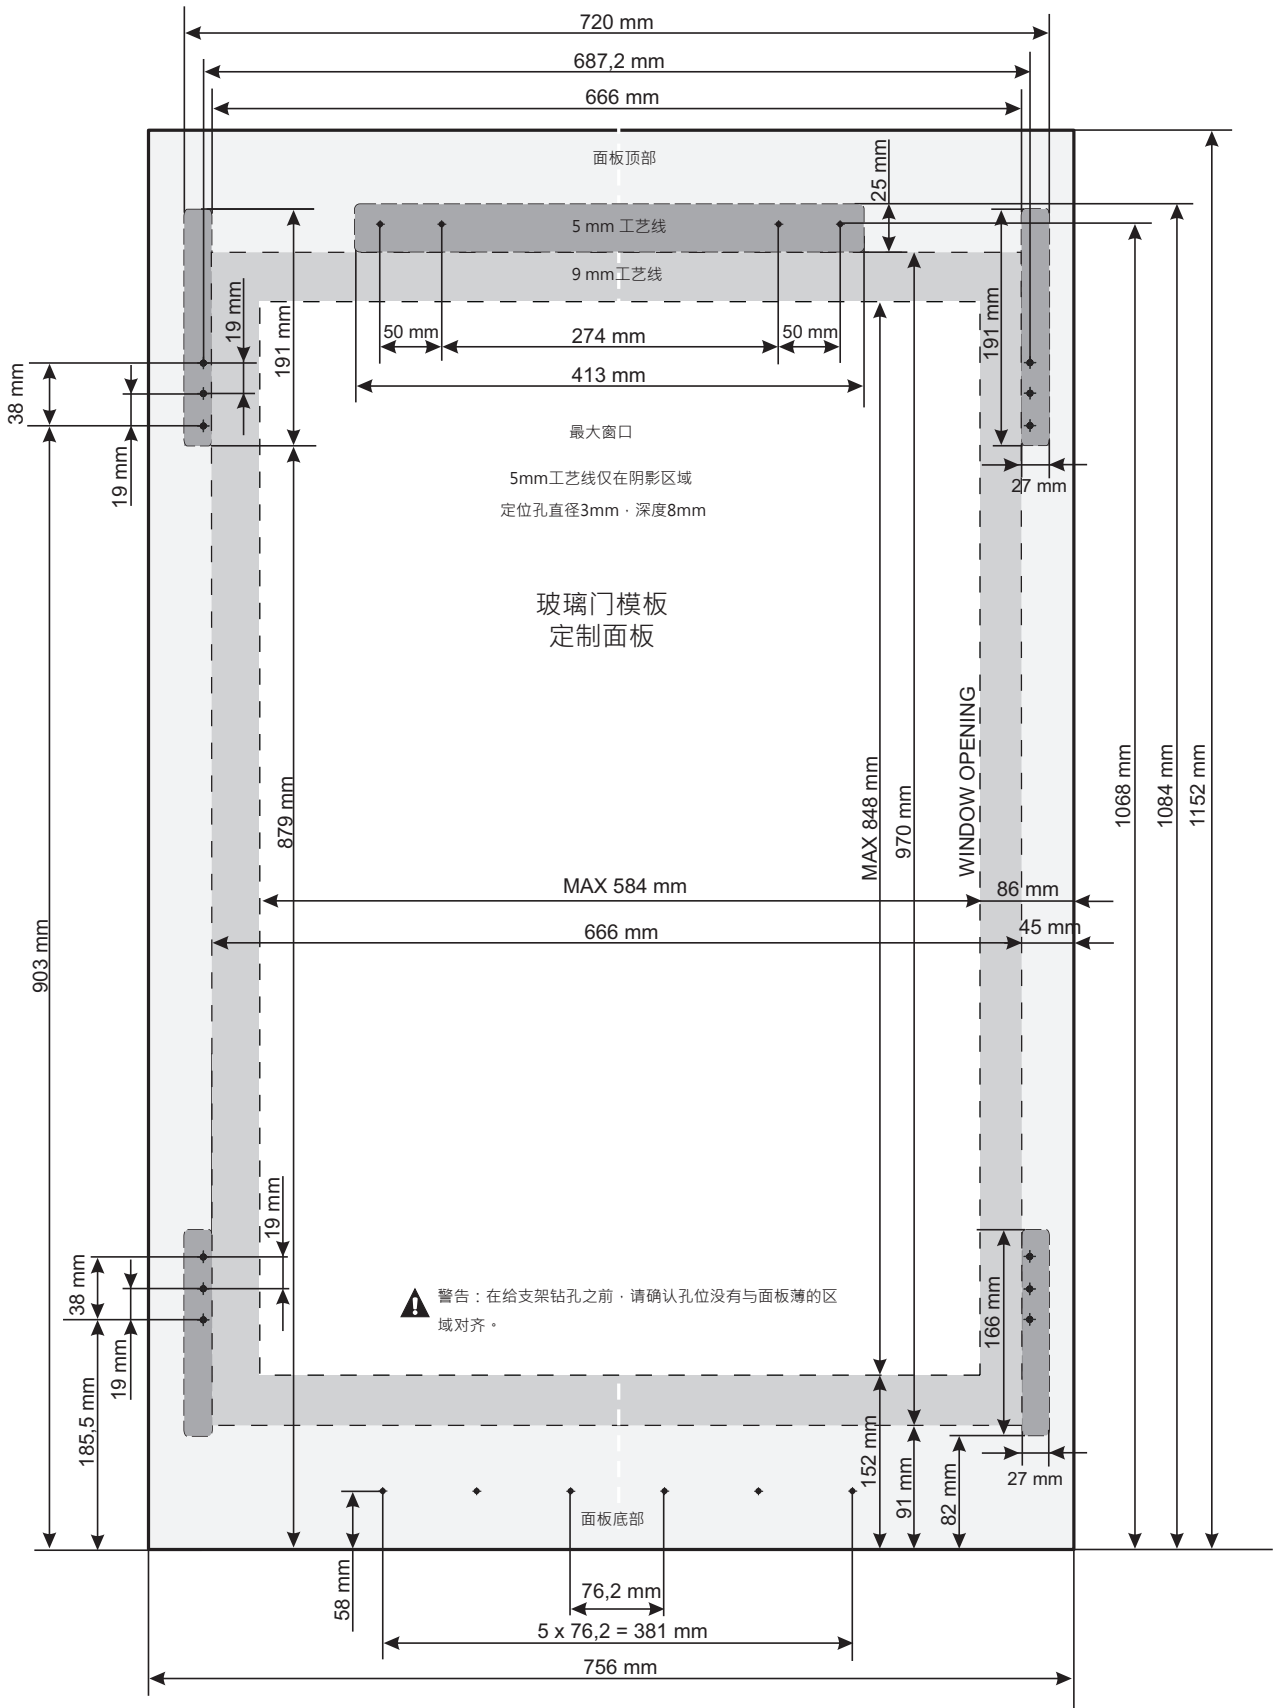 720 mm
687,2 mm
666 mm
面板顶部
25 mm
5 mm 工艺线
9 mm工艺线
19 mm
191 mm
50 mm
274 mm
50 mm
191 mm
413 mm
38 mm
19 mm
最大窗口
5mm工艺线仅在阴影区域
27 mm
定位孔直径3mm，深度8mm
玻璃门模板
定制面板
WINDOW OPENING
879 mm
MAX 848 mm
970 mm
1068 mm
1084 mm
1152 mm
MAX 584 mm
86 mm
666 mm
45 mm
903 mm
19 mm
38 mm
警告：在给支架钻孔之前，请确认孔位没有与面板薄的区
域对齐。
166 mm
19 mm
185,5 mm
152 mm
91 mm
82 mm
27 mm
面板底部
58 mm
76,2 mm
5 x 76,2 = 381 mm
756 mm